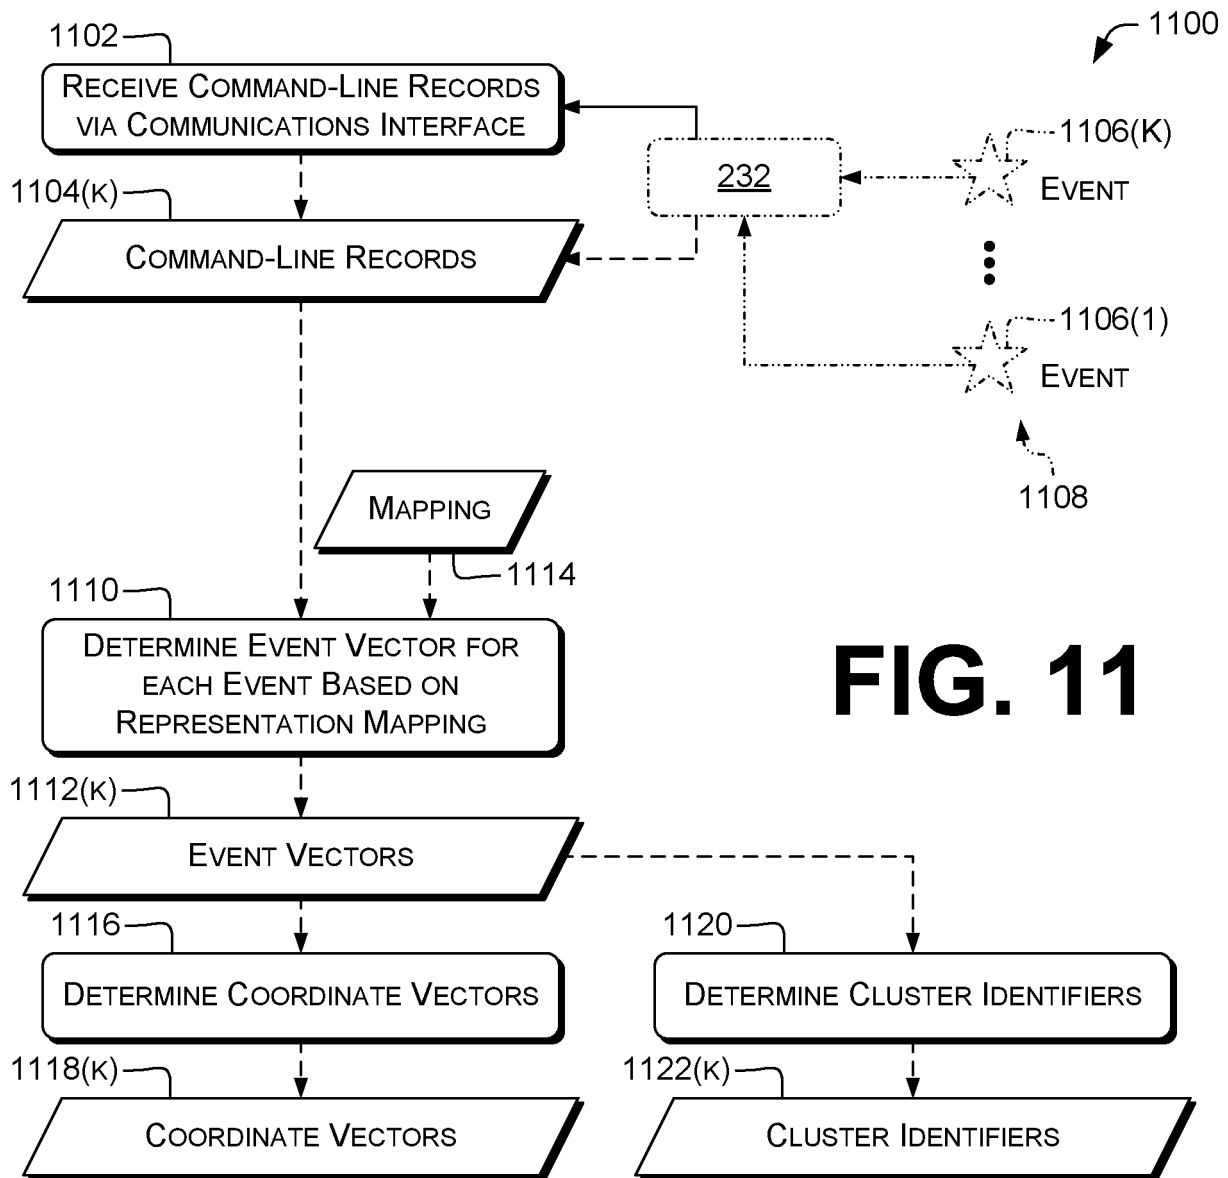 1100
1102
RECEIVE COMMAND-LINE RECORDS
VIA COMMUNICATIONS INTERFACE
232
1106(K)
EVENT
1104(K)
COMMAND-LINE RECORDS
1106(1)
EVENT
1108
MAPPING
1114
1110
DETERMINE EVENT VECTOR FOR
EACH EVENT BASED ON
REPRESENTATION MAPPING
FIG. 11
1112(K)
EVENT VECTORS
1116
DETERMINE COORDINATE VECTORS
1120
DETERMINE CLUSTER IDENTIFIERS
1118(K)
COORDINATE VECTORS
1122(K)
CLUSTER IDENTIFIERS